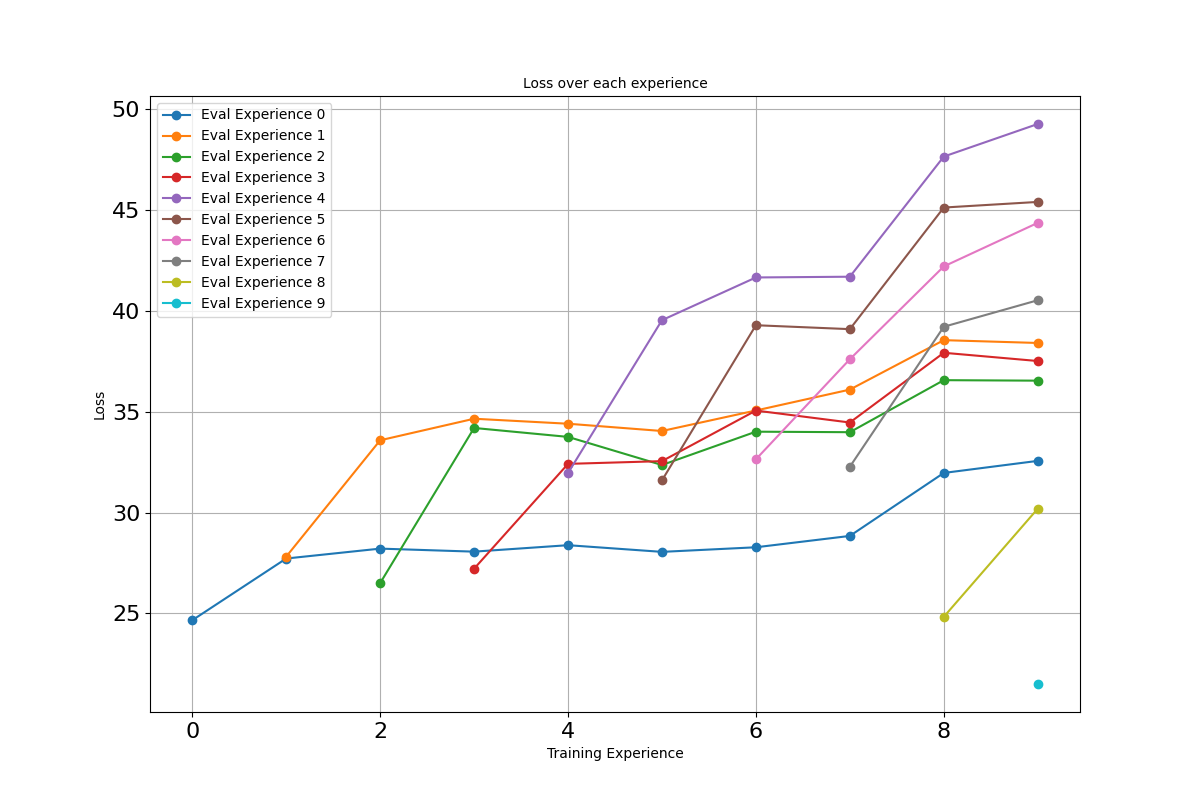 Loss over each experience
50
45
40
35
30
25
Loss
Eval Experience 0
Eval Experience 1
Eval Experience 2
Eval Experience 3
Eval Experience 4
Eval Experience 5
Eval Experience 6
Eval Experience 7
Eval Experience 8
Eval Experience 9
0 2 4 6 8
Training Experience